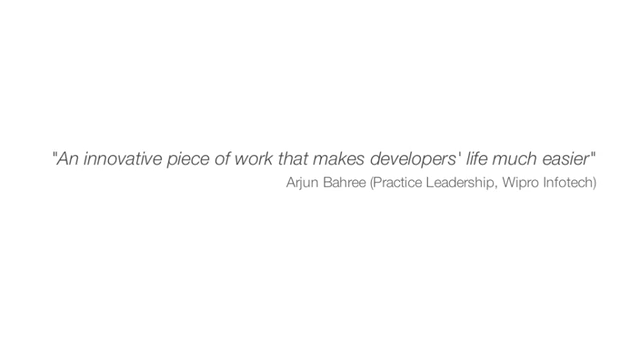 "An innovative piece of work that makes developers' life much easier"
Arjun Bahree (Practice Leadership, Wipro Infotech)